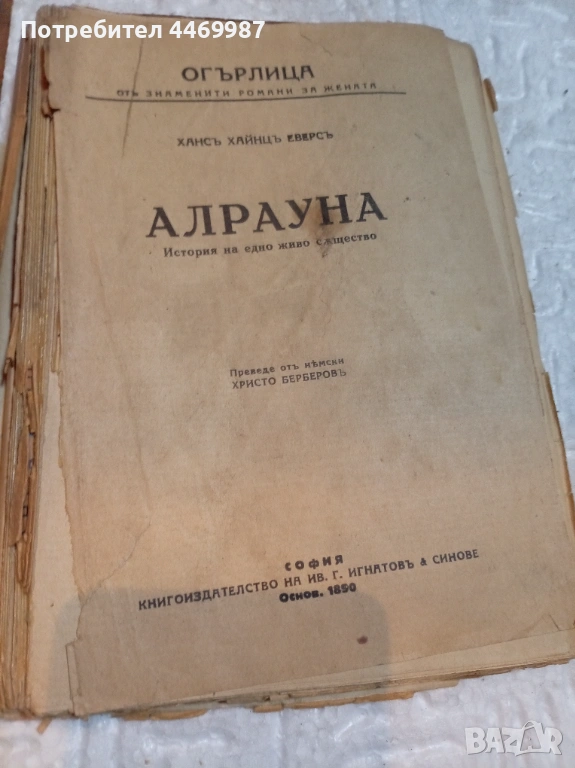 Потребител 4469987
ОГЪРЛИЦА
отъ ЗНАМЕНИТИ РОМАНИ ЗА ЖЕНАТА
ХАНСЪ ХАЙНЦЪ ЕВЕРСЪ
АЛРАУНА
История на едно живо сѫщество
Преведе отъ нѣмски
ХРИСТО БЕРБЕРОВЪ
СОФИЯ
КНИГОИЗДАТЕЛСТВО НА ИВ. Г. ИГНАТОВЪ & СИНОВЕ
Основ. 1890
BAZAR